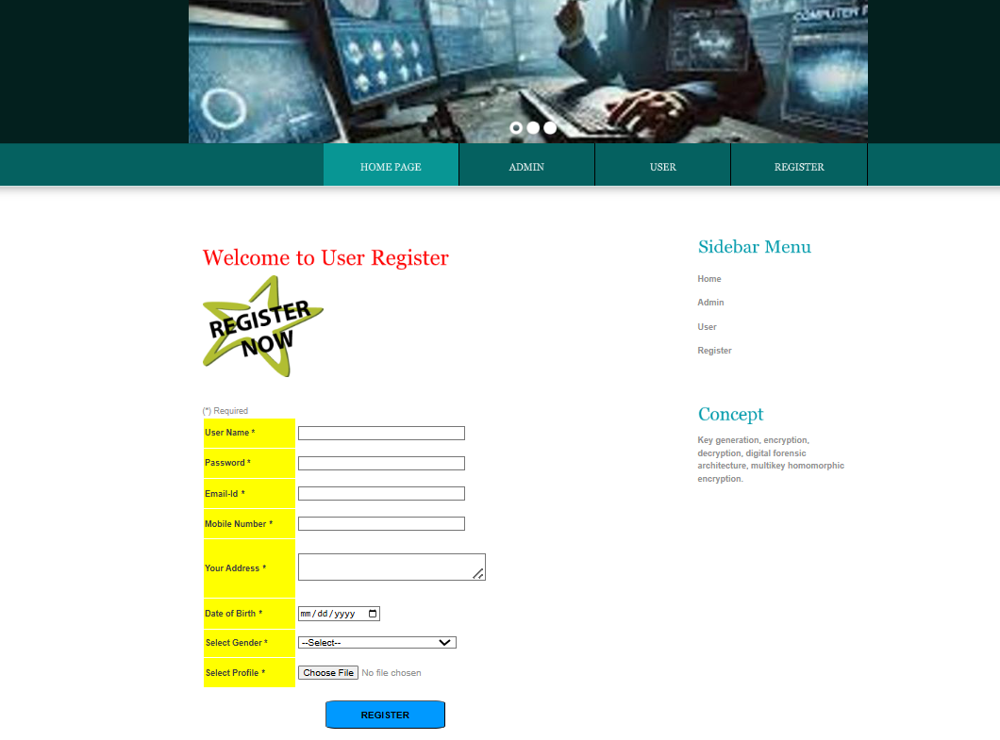 COMPUTER
HOME PAGE
ADMIN
USER
REGISTER
Welcome to User Register
REGISTER
NOW
(*) Required
User Name *
Password *
Email-Id *
Mobile Number *
Your Address *
Date of Birth *
mm/dd/yyyy
Select Gender *
--Select--
Select Profile *
Choose File No file chosen
REGISTER
Sidebar Menu
Home
Admin
User
Register
Concept
Key generation, encryption,
decryption, digital forensic
architecture, multikey homomorphic
encryption.